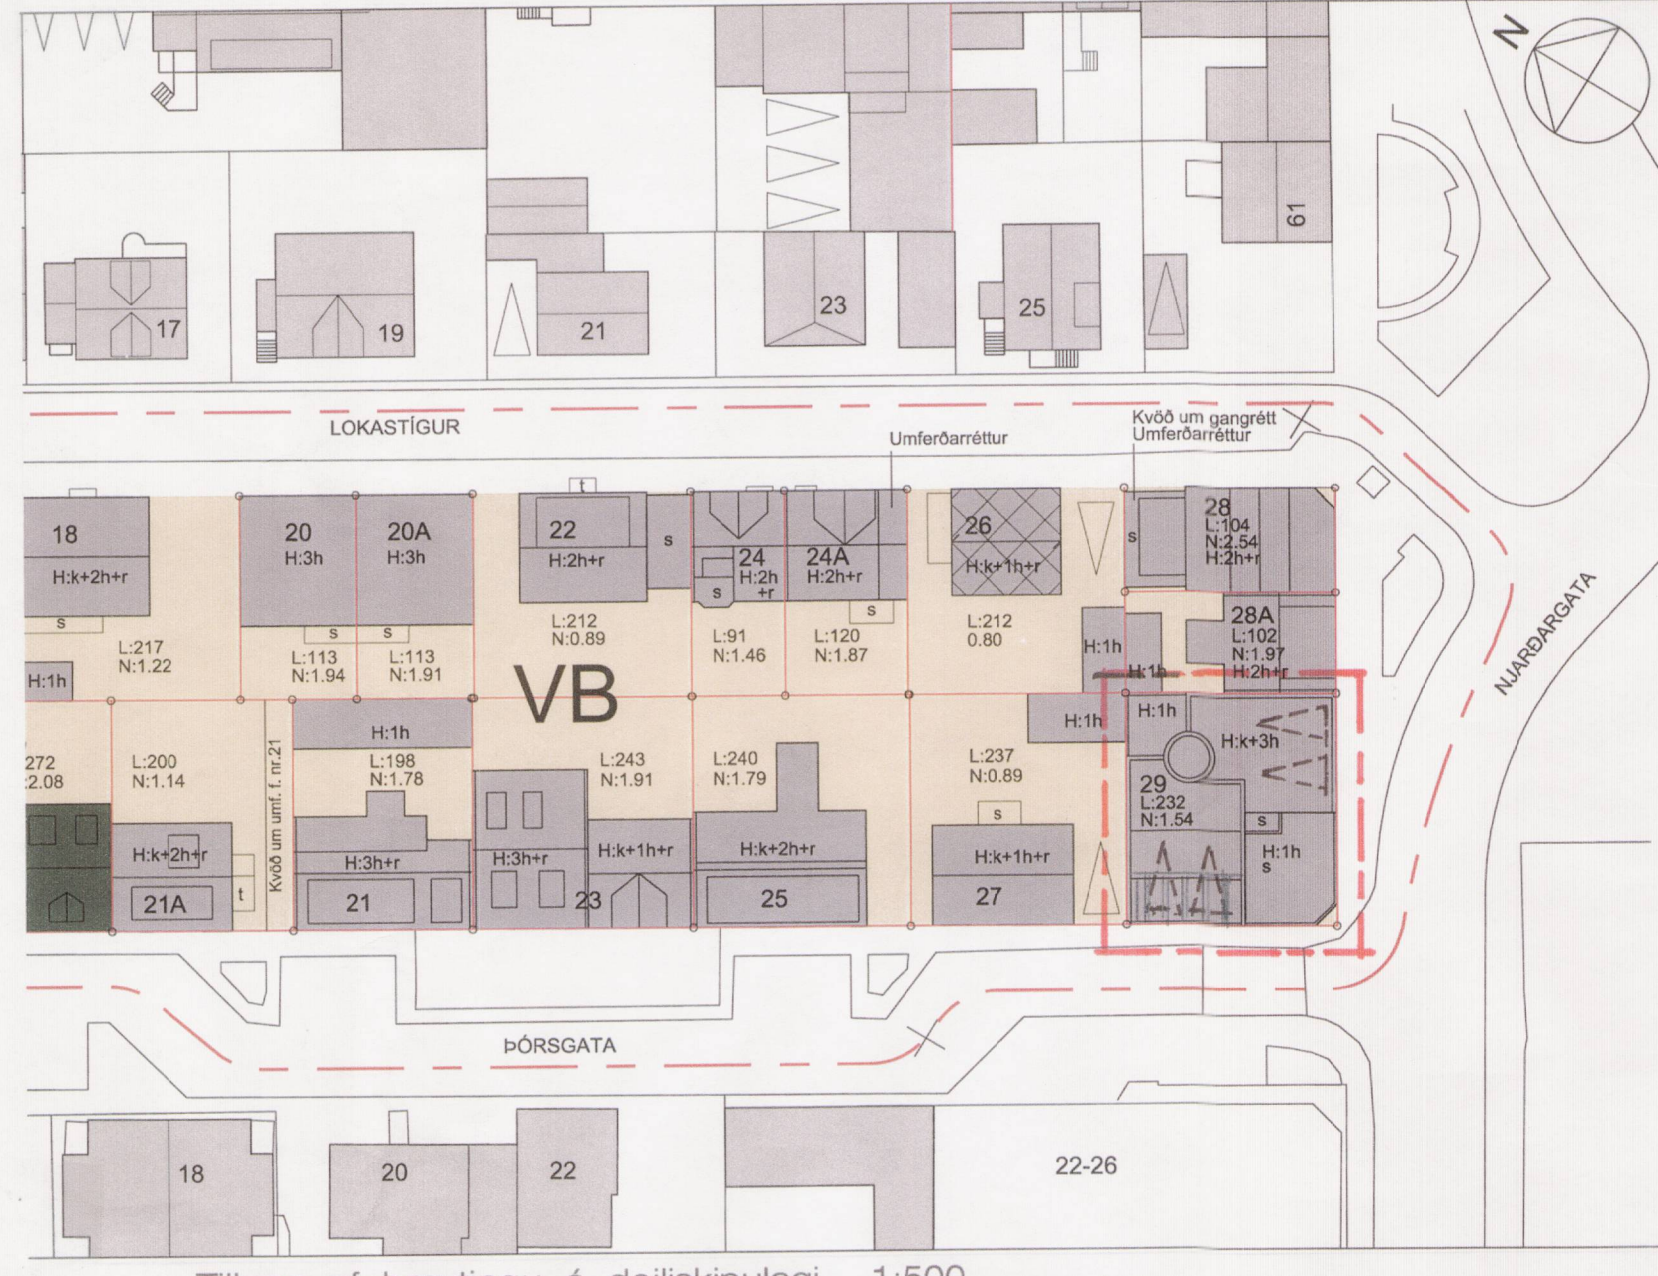 N
61
17
19
21
23
25
LOKASTÍGUR
Umferðarréttur
Kvöð um gangrétt
Umferðarréttur
18
H:k+2h+r
s
L:217
N:1.22
H:1h
20
H:3h
s
L:113
N:1.94
20A
H:3h
s
L:113
N:1.91
t
22
H:2h+r
s
L:212
N:0.89
24
H:2h
+r
s
L:91
N:1.46
24A
H:2h+r
s
L:120
N:1.87
26
H:k+1h+r
L:212
0.80
H:1h
H:1h
s
28
L:104
N:2.54
H:2h+r
28A
L:102
N:1.97
H:2h+r
NJARÐARGATA
VB
272
:2.08
L:200
N:1.14
H:k+2h+r
21A
t
Kvöð um umf. f. nr.21
H:1h
L:198
N:1.78
H:3h+r
21
L:243
N:1.91
H:3h+r
H:k+1h+r
23
L:240
N:1.79
H:k+2h+r
25
H:1h
L:237
N:0.89
s
H:k+1h+r
27
H:1h
H:k+3h
29
L:232
N:1.54
s
H:1h
s
ÞÓRSGATA
18
20
22
22-26
1:500